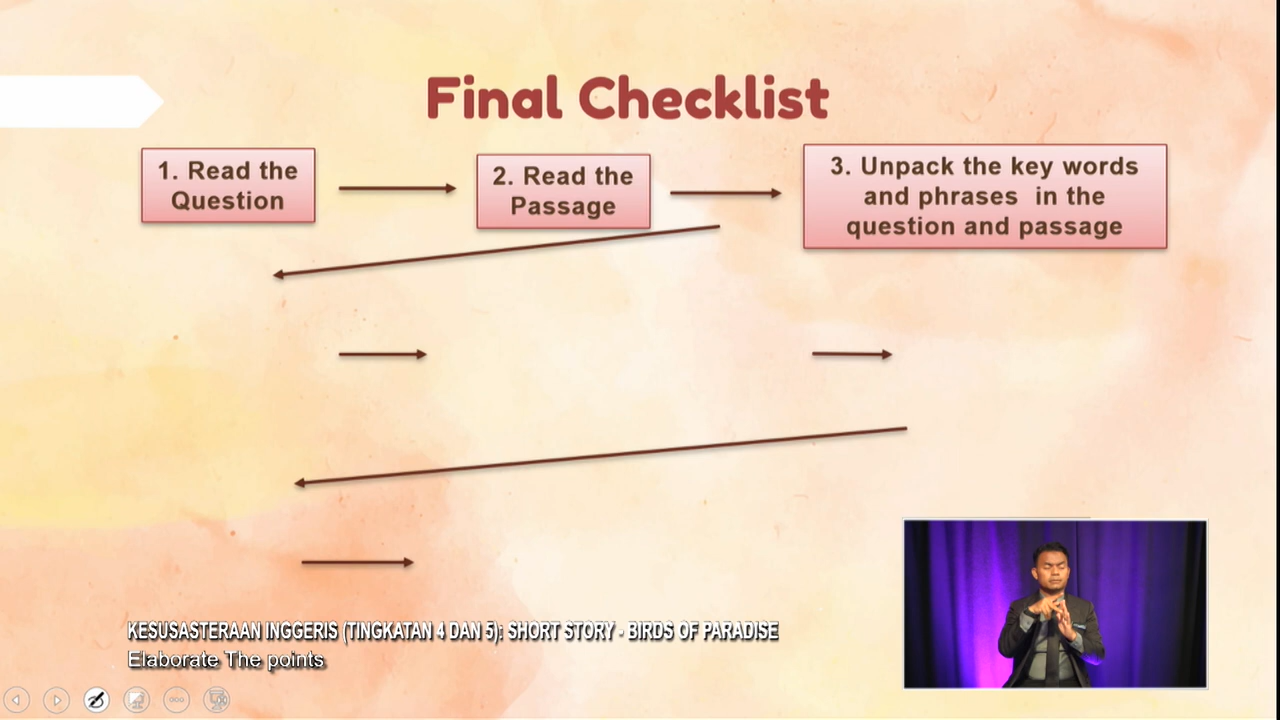 Final Checklist
1. Read the
Question
2. Read the
Passage
3. Unpack the key words
and phrases in the
question and passage
KESUSASTERAAN INGGERIS (TINGKATAN 4 DAN 5): SHORT STORY - BIRDS OF PARADISE
Elaborate The points